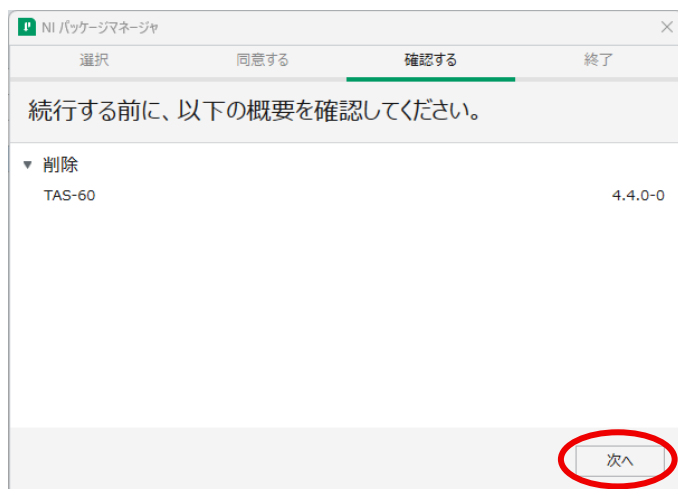 NI パッケージマネージャ
選択 同意する 確認する 終了
続行する前に、以下の概要を確認してください。
削除
TAS-60 4.4.0-0
次へ